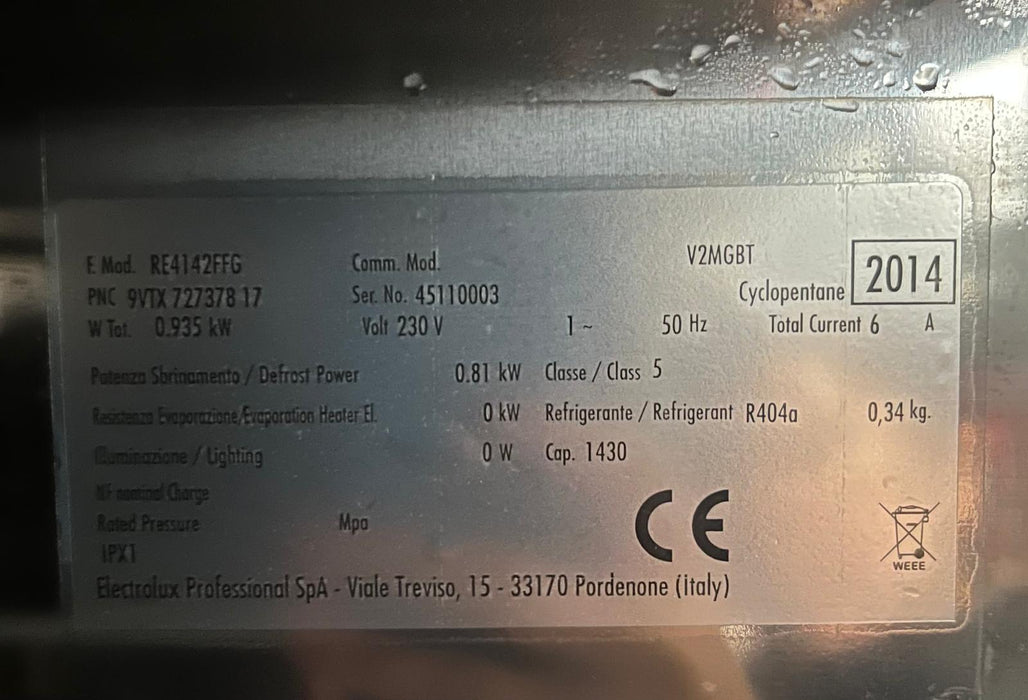 F. Mod. RE4142FFG Comm. Mod. V2MGBT
PNC 9VTX 727378 17 Ser. No. 45110003 Cyclopentane 2014
W Tot. 0.935 kW Volt 230 V 1 ~ 50 Hz Total Current 6 A
Potenza Sbrinamento / Defrost Power 0.81 kW Classe / Class 5
Resistenza Evaporazione/Evaporation Heater El. 0 kW Refrigerante / Refrigerant R404a 0,34 kg.
Illuminazione / Lighting 0 W Cap. 1430
NF nominal Charge
Rated Pressure Mpa
IPX1
CE
WEEE
Electrolux Professional SpA - Viale Treviso, 15 - 33170 Pordenone (Italy)